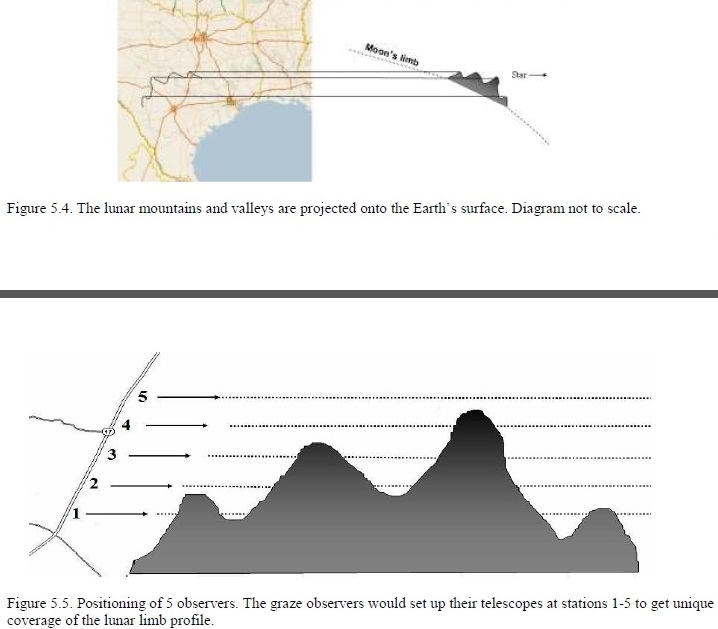 Moon's limb
Star
Figure 5.4. The lunar mountains and valleys are projected onto the Earth's surface. Diagram not to scale.
5
4
17
3
2
1
Figure 5.5. Positioning of 5 observers. The graze observers would set up their telescopes at stations 1-5 to get unique
coverage of the lunar limb profile.